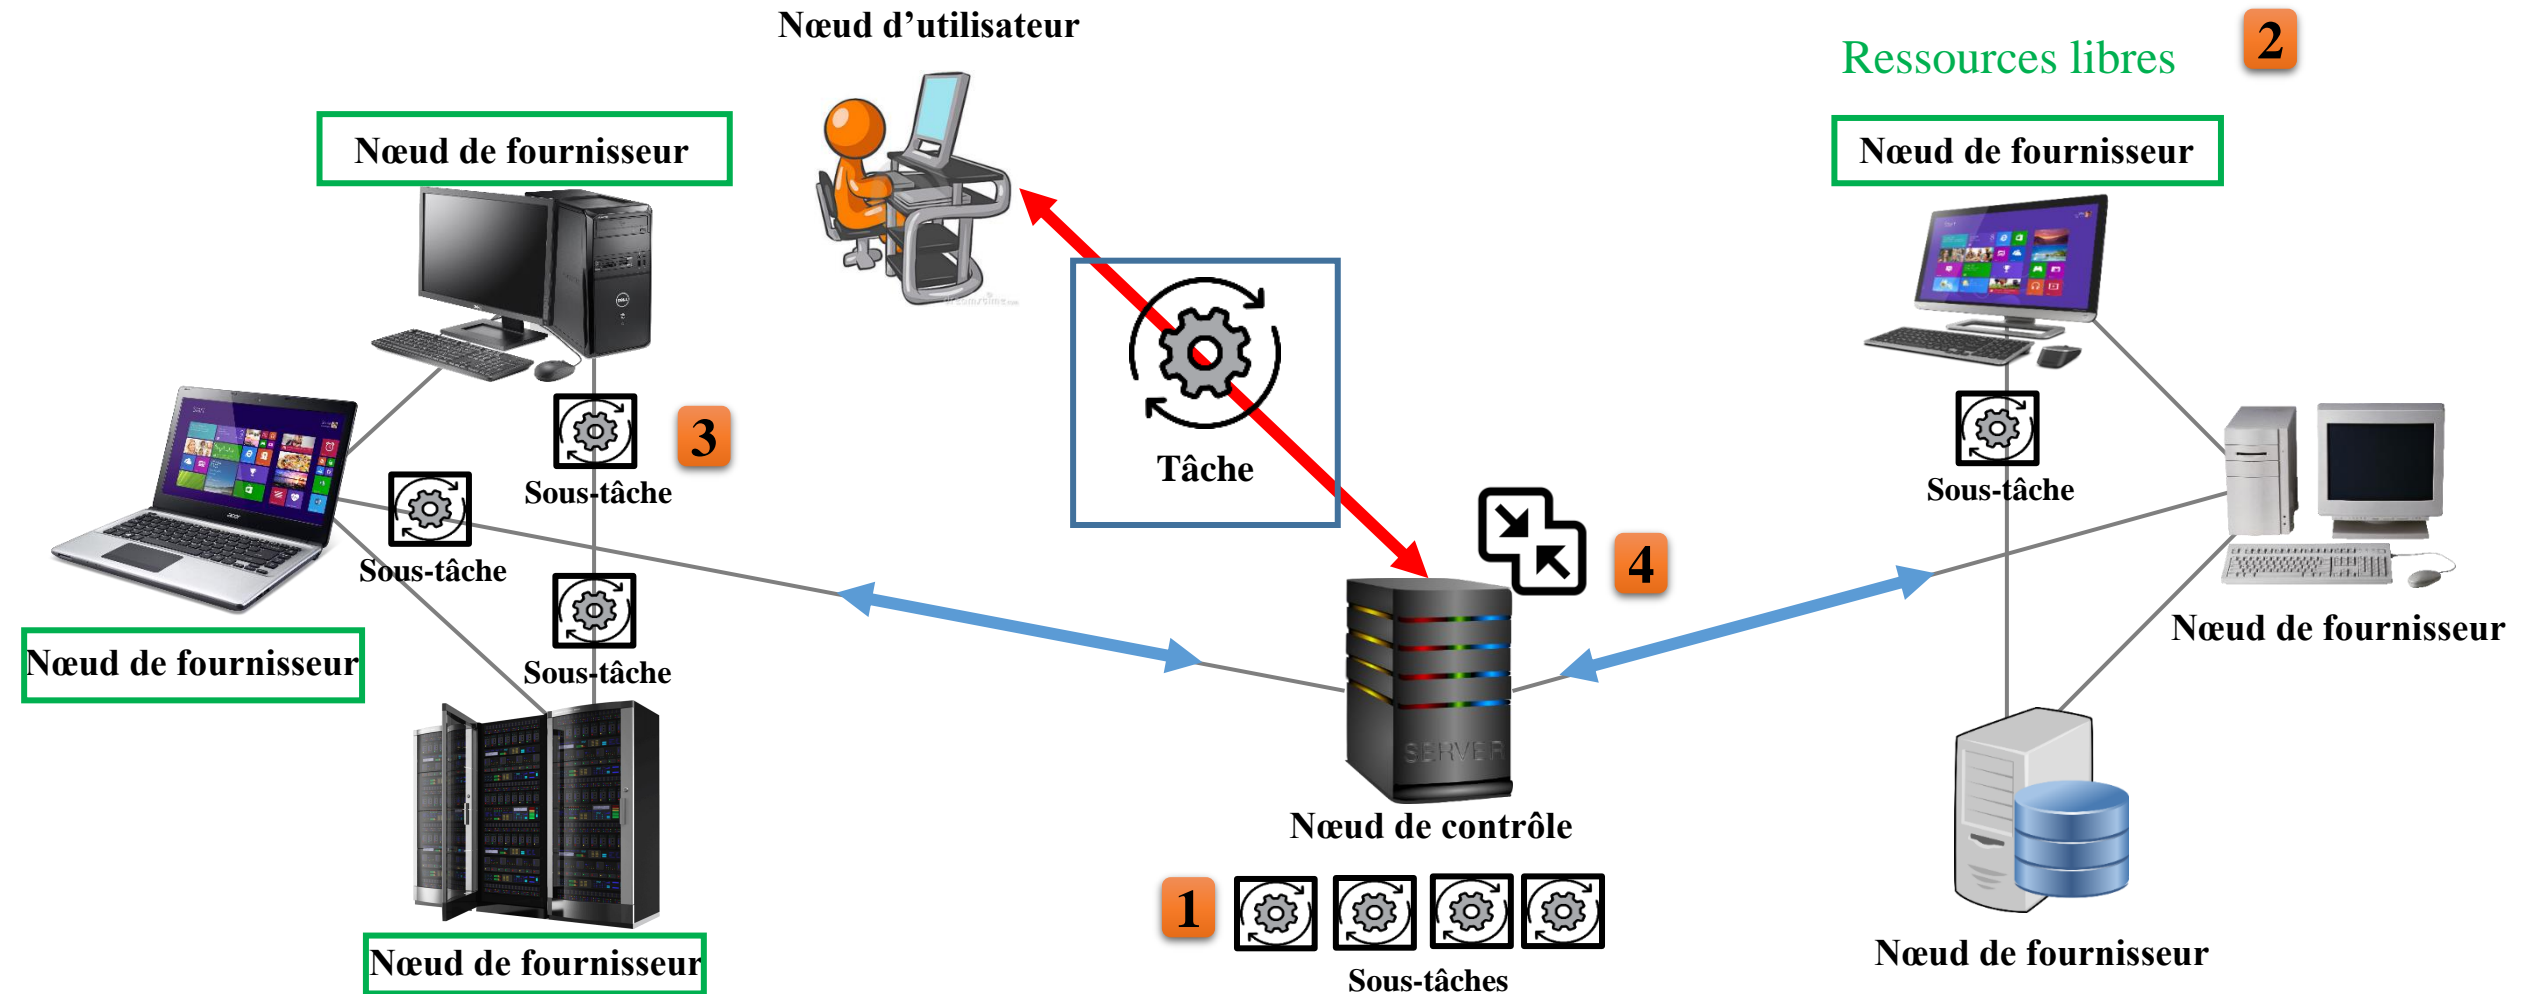 Nœud d’utilisateur
Ressources libres
2
Nœud de fournisseur
Nœud de fournisseur
3
Sous-tâche
Sous-tâche
Sous-tâche
Nœud de fournisseur
Nœud de fournisseur
Tâche
4
SERVER
Nœud de contrôle
1
Sous-tâches
Sous-tâche
Nœud de fournisseur
Nœud de fournisseur